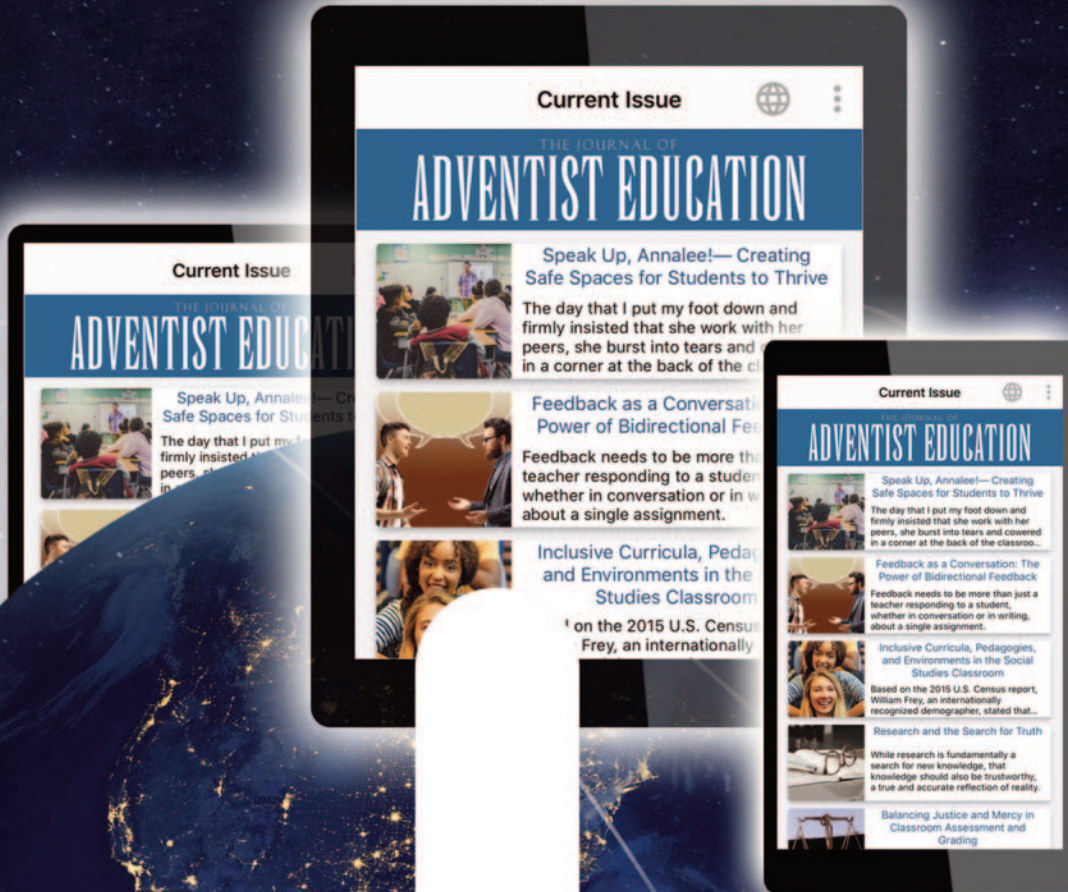 Current Issue
THE JOURNAL OF
ADVENTIST EDUCATION
Speak Up, Annalee!— Creating
Safe Spaces for Students to Thrive
The day that I put my foot down and
firmly insisted that she work with her
peers, she burst into tears and
in a corner at the back of the
Feedback as a
Power of Bidirectional
Feedback needs to be more
teacher responding to a
whether in conversation or in
about a single assignment.
Inclusive Curricula,
and Environments in the
Studies Classroom
on the 2015 U.S. Census
Frey, an internationally
Current Issue
THE JOURNAL OF
ADVENTIST
Speak Up,
Safe Spaces for
The day that I put
firmly insisted
peers,
Current Issue
THE JOURNAL OF
ADVENTIST EDUCATION
Speak Up, Annalee!— Creating
Safe Spaces for Students to Thrive
The day that I put my foot down and
firmly insisted that she work with her
peers, she burst into tears and cowered
in a corner at the back of the classroo...
Feedback as a Conversation: The
Power of Bidirectional Feedback
Feedback needs to be more than just a
teacher responding to a student,
whether in conversation or in writing,
about a single assignment.
Inclusive Curricula, Pedagogies,
and Environments in the Social
Studies Classroom
Based on the 2015 U.S. Census report,
William Frey, an internationally
recognized demographer, stated that...
Research and the Search for Truth
While research is fundamentally a
search for new knowledge, that
knowledge should also be trustworthy,
a true and accurate reflection of reality.
Balancing Justice and Mercy in
Classroom Assessment and
Grading